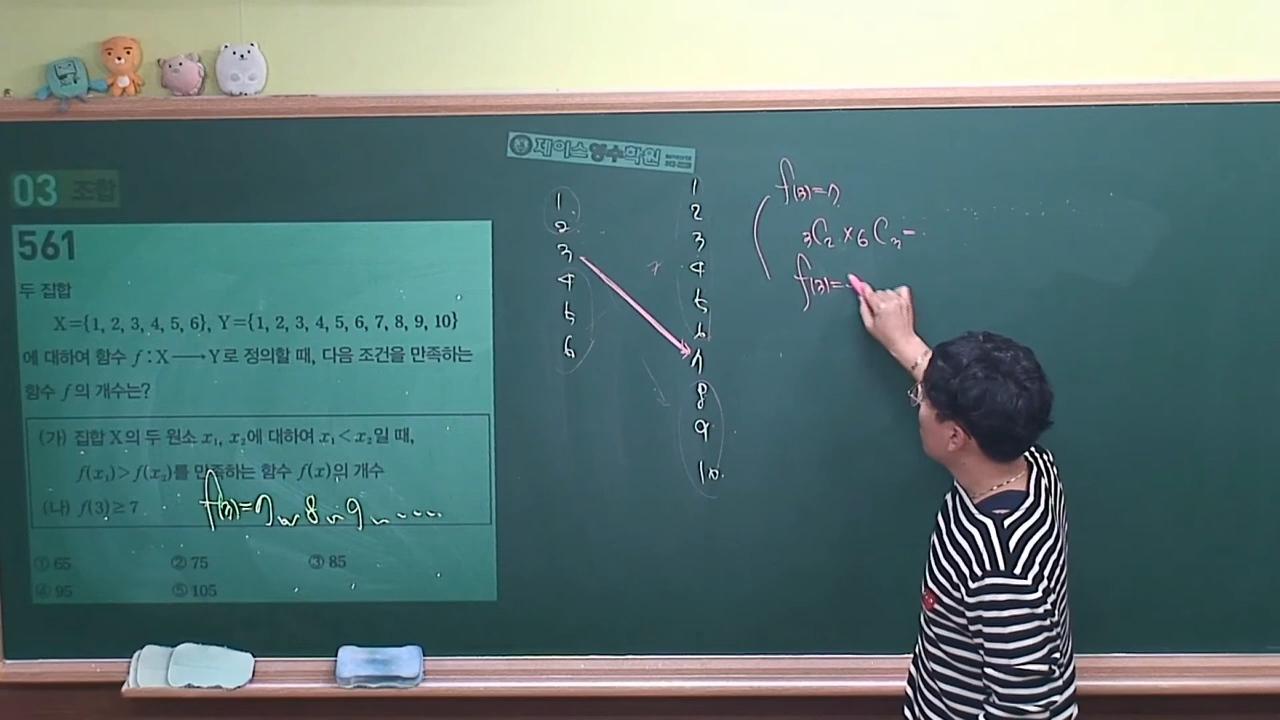 제이스영수학원
03 조합
561
두 집합
X={1, 2, 3, 4, 5, 6}, Y={1, 2, 3, 4, 5, 6, 7, 8, 9, 10}
에 대하여 함수 f : X ⟶ Y로 정의할 때, 다음 조건을 만족하는
함수 f 의 개수는?
(가) 집합 X의 두 원소 x₁, x₂에 대하여 x₁<x₂일 때,
f(x₁)>f(x₂)를 만족하는 함수 f(x)의 개수
(나) f(3)≥7
f(3)=7 8 9 ....
① 65 ② 75 ③ 85
④ 95 ⑤ 105
1
2
3
4
5
6
1
2
3
4
5
6
7
8
9
10
f(3)=7
₃C₂ × ₆C₃ =
f(3)=